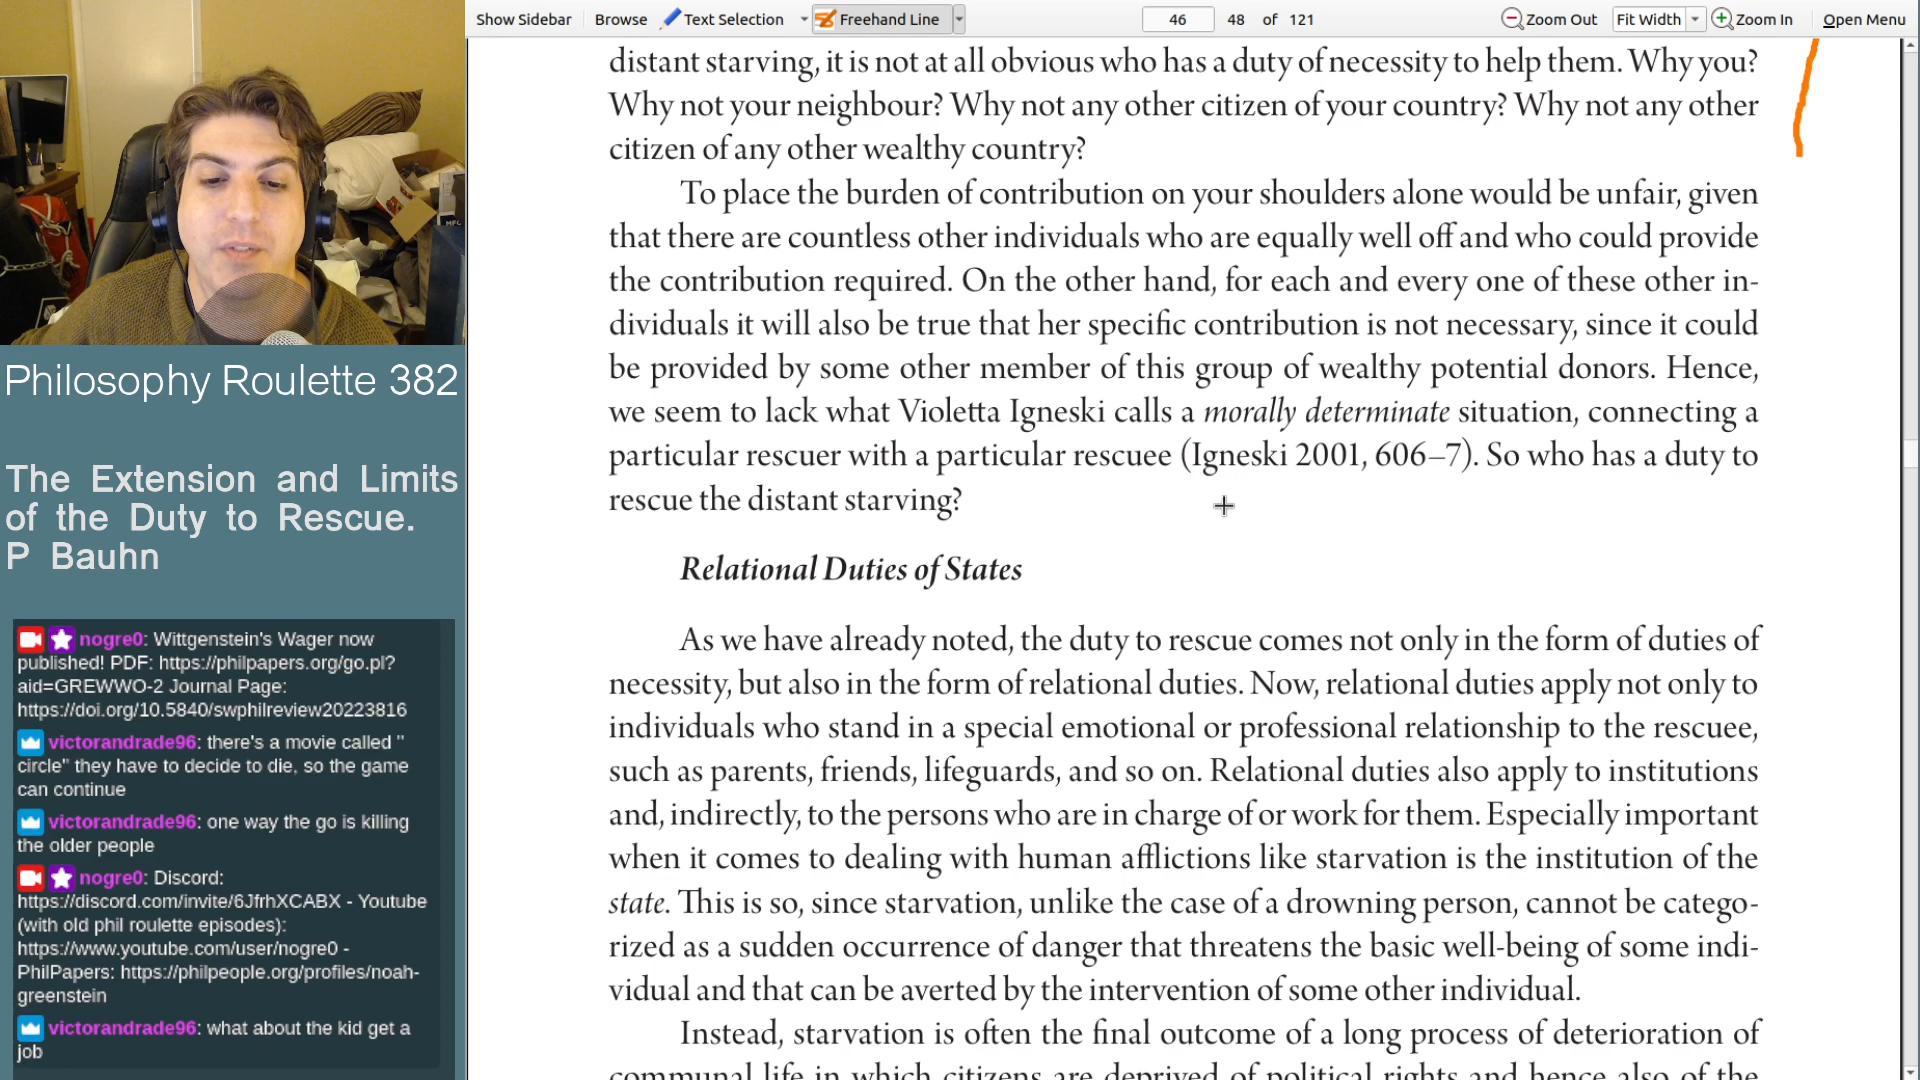 Show Sidebar Browse Text Selection Freehand Line 46 48 of 121 Zoom Out Fit Width Zoom In Open Menu
distant starving, it is not at all obvious who has a duty of necessity to help them. Why you?
Why not your neighbour? Why not any other citizen of your country? Why not any other
citizen of any other wealthy country?
To place the burden of contribution on your shoulders alone would be unfair, given
that there are countless other individuals who are equally well off and who could provide
the contribution required. On the other hand, for each and every one of these other in-
dividuals it will also be true that her specific contribution is not necessary, since it could
be provided by some other member of this group of wealthy potential donors. Hence,
we seem to lack what Violetta Igneski calls a morally determinate situation, connecting a
particular rescuer with a particular rescuee (Igneski 2001, 606–7). So who has a duty to
rescue the distant starving?
Relational Duties of States
As we have already noted, the duty to rescue comes not only in the form of duties of
necessity, but also in the form of relational duties. Now, relational duties apply not only to
individuals who stand in a special emotional or professional relationship to the rescuee,
such as parents, friends, lifeguards, and so on. Relational duties also apply to institutions
and, indirectly, to the persons who are in charge of or work for them. Especially important
when it comes to dealing with human afflictions like starvation is the institution of the
state. This is so, since starvation, unlike the case of a drowning person, cannot be catego-
rized as a sudden occurrence of danger that threatens the basic well-being of some indi-
vidual and that can be averted by the intervention of some other individual.
Instead, starvation is often the final outcome of a long process of deterioration of
communal life in which citizens are deprived of political rights and hence also of the
Philosophy Roulette 382
The Extension and Limits
of the Duty to Rescue.
P Bauhn
nogre0: Wittgenstein's Wager now
published! PDF: https://philpapers.org/go.pl?
aid=GREWWO-2 Journal Page:
https://doi.org/10.5840/swphilreview20223816
victorandrade96: there's a movie called "
circle" they have to decide to die, so the game
can continue
victorandrade96: one way the go is killing
the older people
nogre0: Discord:
https://discord.com/invite/6JfrhXCABX - Youtube
(with old phil roulette episodes):
https://www.youtube.com/user/nogre0 -
PhilPapers: https://philpeople.org/profiles/noah-
greenstein
victorandrade96: what about the kid get a
job